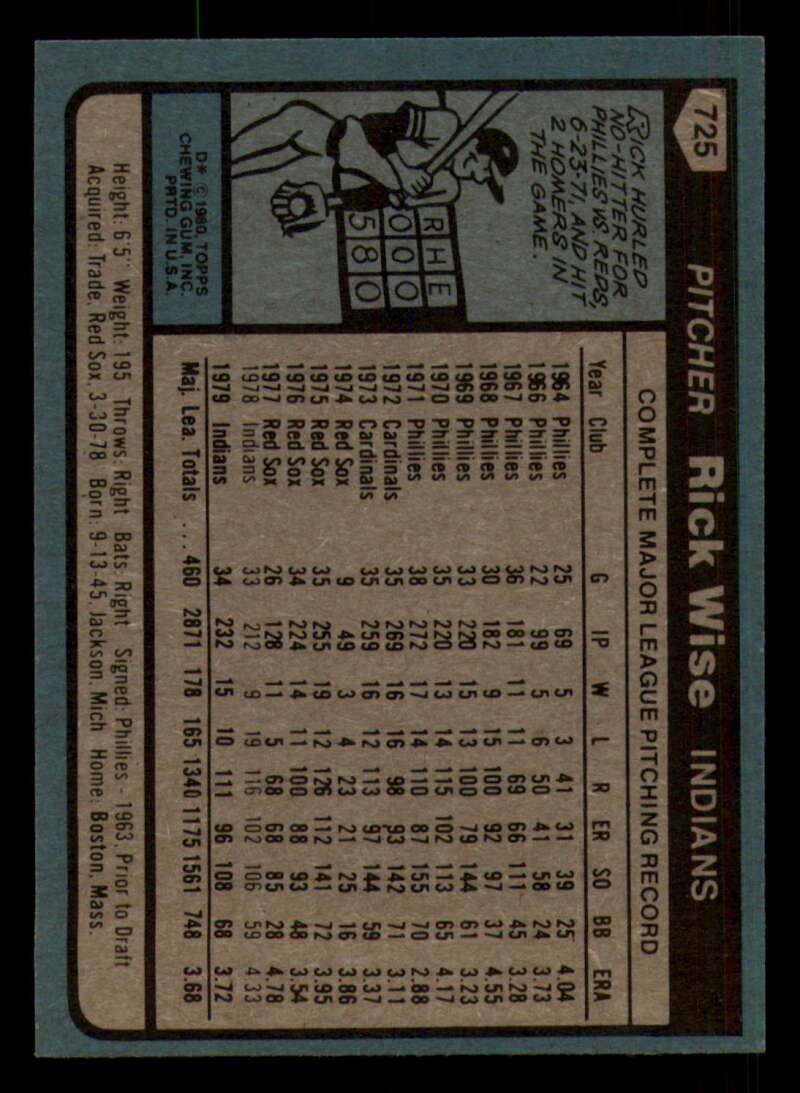 725 PITCHER Rick Wise INDIANS
RICK HURLED
NO-HITTER FOR
PHILLIES VS. REDS,
6-23-71, AND HIT
2 HOMERS IN
THE GAME.
R H E
0 0 0
5 8 0
D* © 1980 TOPPS
CHEWING GUM, INC.
PRTD. IN U.S.A.
COMPLETE MAJOR LEAGUE PITCHING RECORD
Year Club G IP W L R ER SO BB ERA
1964 Phillies 25 69 5 3 41 31 39 25 4.04
1966 Phillies 22 99 5 6 50 41 58 24 3.73
1967 Phillies 36 181 11 11 69 66 111 45 3.28
1968 Phillies 30 182 9 15 100 92 97 37 4.55
1969 Phillies 33 220 15 13 100 79 144 61 3.23
1970 Phillies 35 220 13 14 115 102 113 65 4.17
1971 Phillies 38 272 17 14 110 87 155 70 2.88
1972 Cardinals 35 269 16 16 98 93 142 71 3.11
1973 Cardinals 35 259 16 12 113 97 144 59 3.37
1974 Red Sox 9 49 3 4 23 21 25 16 3.86
1975 Red Sox 35 255 19 12 126 112 141 72 3.95
1976 Red Sox 34 224 14 11 100 88 93 48 3.54
1977 Red Sox 26 128 11 5 68 68 85 28 4.78
1978 Indians 33 212 9 19 116 102 106 59 4.33
1979 Indians 34 232 15 10 111 96 108 68 3.72
Maj. Lea. Totals ... 460 2871 178 165 1340 1175 1561 748 3.68
Height: 6'5" Weight: 195 Throws: Right Bats: Right Signed: Phillies - 1963, Prior to Draft
Acquired: Trade, Red Sox, 3-30-78 Born: 9-13-45, Jackson, Mich Home: Boston, Mass.